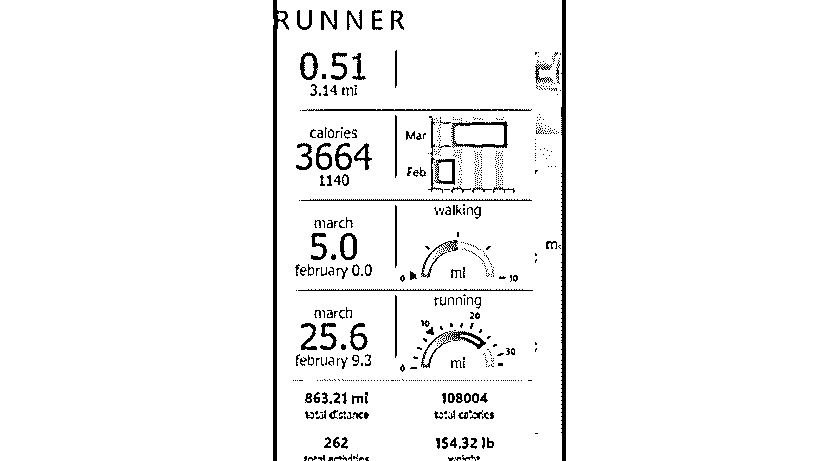 RUNNER
0.51
3.14 mi
calories
3664
1140
Mar
Feb
march
5.0
february 0.0
walking
0
mi
10
march
25.6
february 9.3
running
0
10
20
30
mi
863.21 mi
total distance
108004
total calories
262
total activities
154.32 lb
weight